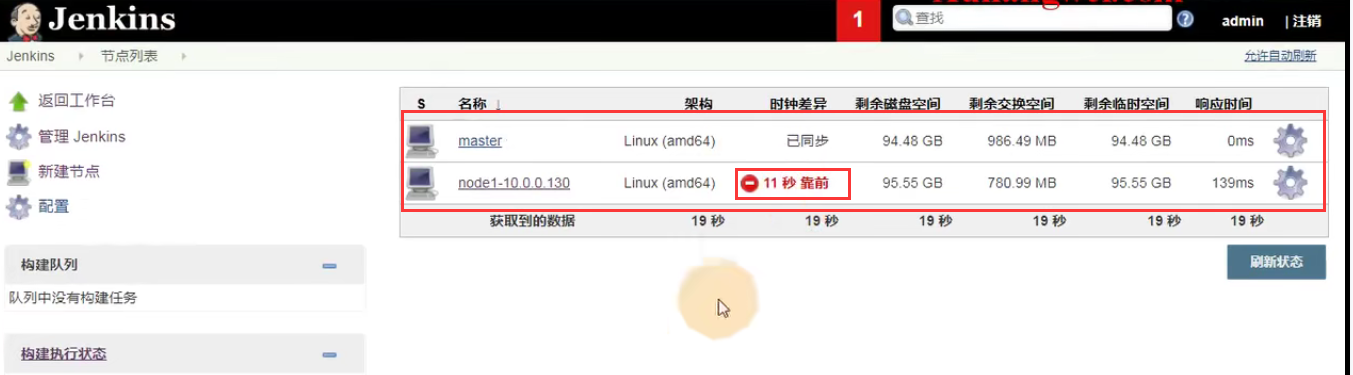 Jenkins
1
查找
admin
| 注销
Jenkins
节点列表
允许自动刷新
返回工作台
管理 Jenkins
新建节点
配置
构建队列
队列中没有构建任务
构建执行状态
S 名称 ↓ 架构 时钟差异 剩余磁盘空间 剩余交换空间 剩余临时空间 响应时间
master Linux (amd64) 已同步 94.48 GB 986.49 MB 94.48 GB 0ms
node1-10.0.0.130 Linux (amd64) 11 秒 靠前 95.55 GB 780.99 MB 95.55 GB 139ms
获取到的数据 19 秒 19 秒 19 秒 19 秒 19 秒 19 秒
刷新状态